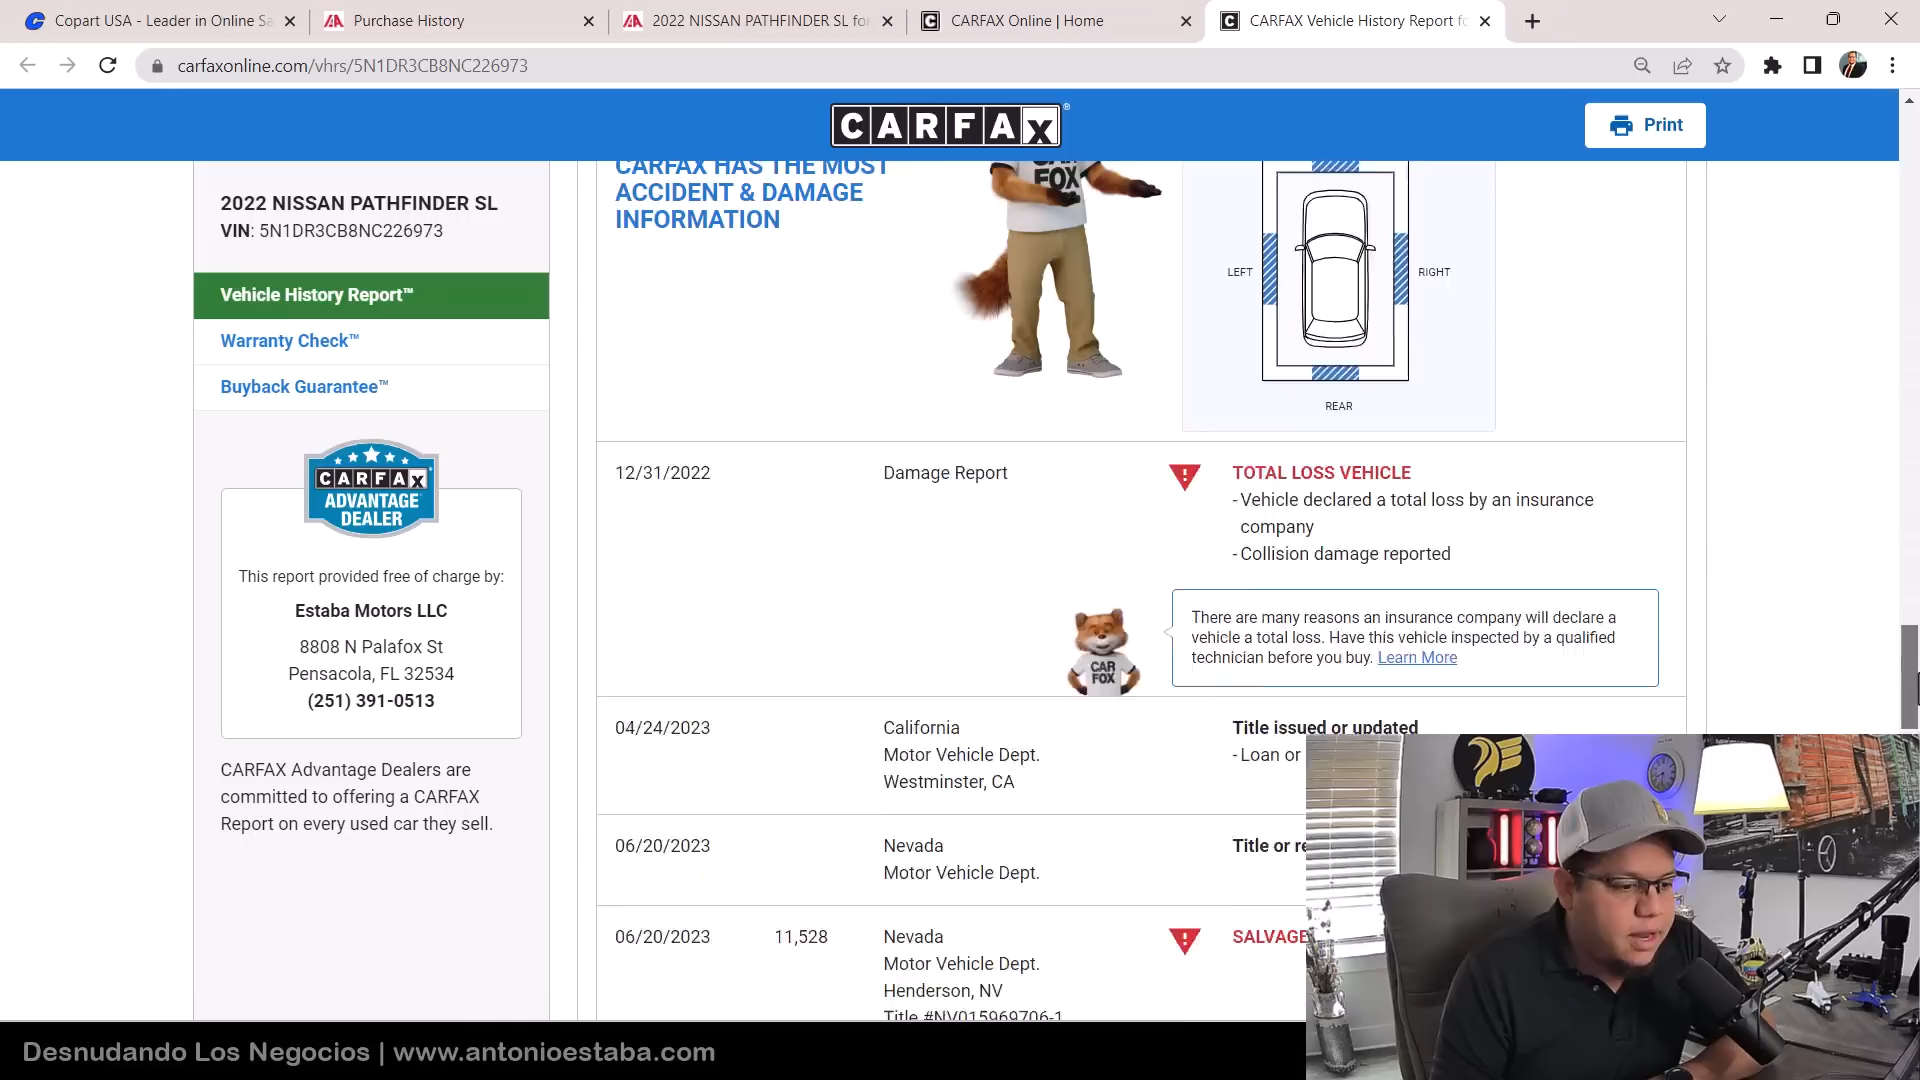 Copart USA - Leader in Online Sa
Purchase History
2022 NISSAN PATHFINDER SL fo
CARFAX Online | Home
CARFAX Vehicle History Report fo
carfaxonline.com/vhrs/5N1DR3CB8NC226973
CARFAX
Print
2022 NISSAN PATHFINDER SL
VIN: 5N1DR3CB8NC226973
Vehicle History Report™
Warranty Check™
Buyback Guarantee™
CARFAX
ADVANTAGE
DEALER
This report provided free of charge by:
Estaba Motors LLC
8808 N Palafox St
Pensacola, FL 32534
(251) 391-0513
CARFAX Advantage Dealers are
committed to offering a CARFAX
Report on every used car they sell.
CARFAX HAS THE MOST
ACCIDENT & DAMAGE
INFORMATION
FOX
LEFT
RIGHT
REAR
12/31/2022 Damage Report TOTAL LOSS VEHICLE
- Vehicle declared a total loss by an insurance
company
- Collision damage reported
CAR
FOX
There are many reasons an insurance company will declare a
vehicle a total loss. Have this vehicle inspected by a qualified
technician before you buy. Learn More
04/24/2023 California Title issued or updated
Motor Vehicle Dept. - Loan or
Westminster, CA
06/20/2023 Nevada Title or re
Motor Vehicle Dept.
06/20/2023 11,528 Nevada SALVAGE
Motor Vehicle Dept.
Henderson, NV
Title #NV015969706-1
Desnudando Los Negocios | www.antonioestaba.com